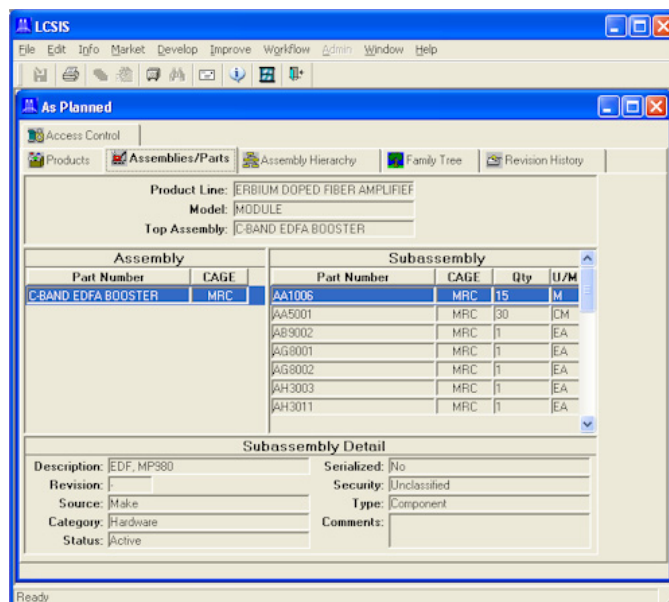 LCSIS
File Edit Info Market Develop Improve Workflow Admin Window Help
As Planned
Access Control
Products Assemblies/Parts Assembly Hierarchy Family Tree Revision History
Product Line: ERBIUM DOPED FIBER AMPLIFIER
Model: MODULE
Top Assembly: C-BAND EDFA BOOSTER
Assembly Subassembly
Part Number CAGE Part Number CAGE Qty U/M
C-BAND EDFA BOOSTER MRC AA1006 MRC 15 M
AA5001 MRC 30 CM
AB9002 MRC 1 EA
AG8001 MRC 1 EA
AG8002 MRC 1 EA
AH3003 MRC 1 EA
AH3011 MRC 1 EA
Subassembly Detail
Description: EDF, MP980 Serialized: No
Revision: - Security: Unclassified
Source: Make Type: Component
Category: Hardware Comments:
Status: Active
Ready